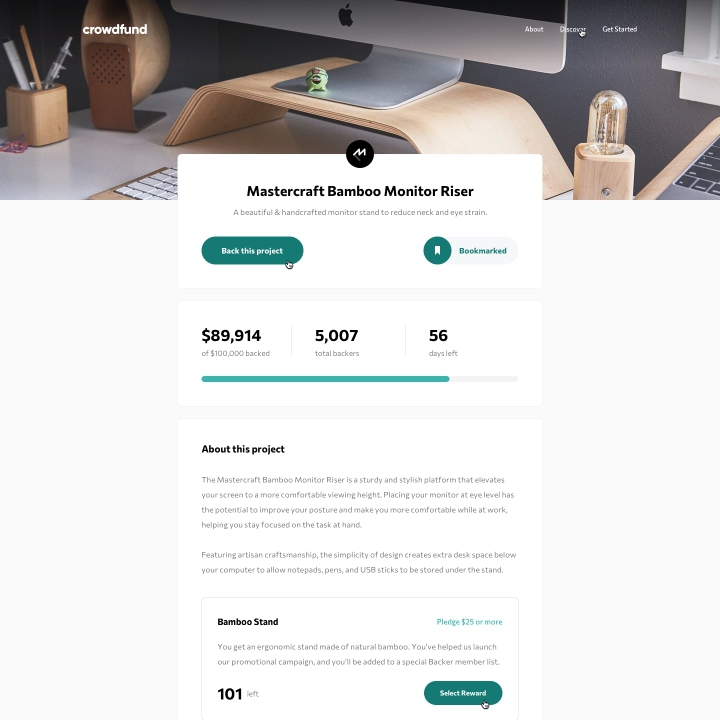 crowdfund
About
Discover
Get Started
Mastercraft Bamboo Monitor Riser
A beautiful & handcrafted monitor stand to reduce neck and eye strain.
Back this project
Bookmarked
$89,914
of $100,000 backed
5,007
total backers
56
days left
About this project
The Mastercraft Bamboo Monitor Riser is a sturdy and stylish platform that elevates
your screen to a more comfortable viewing height. Placing your monitor at eye level has
the potential to improve your posture and make you more comfortable while at work,
helping you stay focused on the task at hand.
Featuring artisan craftsmanship, the simplicity of design creates extra desk space below
your computer to allow notepads, pens, and USB sticks to be stored under the stand.
Bamboo Stand
Pledge $25 or more
You get an ergonomic stand made of natural bamboo. You've helped us launch
our promotional campaign, and you'll be added to a special Backer member list.
101 left
Select Reward